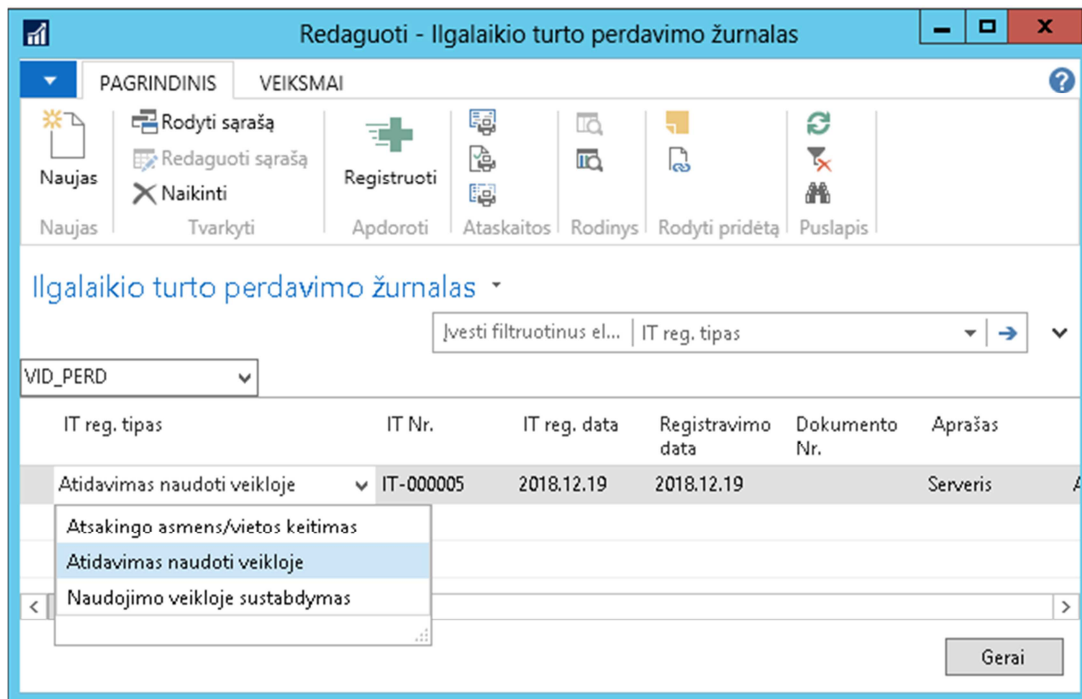 Redaguoti - Ilgalaikio turto perdavimo žurnalas
PAGRINDINIS VEIKSMAI
Naujas
Rodyti sąrašą
Redaguoti sąrašą
Naikinti
Registruoti
Naujas Tvarkyti Apdoroti Ataskaitos Rodinys Rodyti pridėtą Puslapis
Ilgalaikio turto perdavimo žurnalas
Įvesti filtruotinus el... IT reg. tipas
VID_PERD
IT reg. tipas IT Nr. IT reg. data Registravimo data Dokumento Nr. Aprašas
Atidavimas naudoti veikloje IT-000005 2018.12.19 2018.12.19 Serveris
Atsakingo asmens/vietos keitimas
Atidavimas naudoti veikloje
Naudojimo veikloje sustabdymas
Gerai